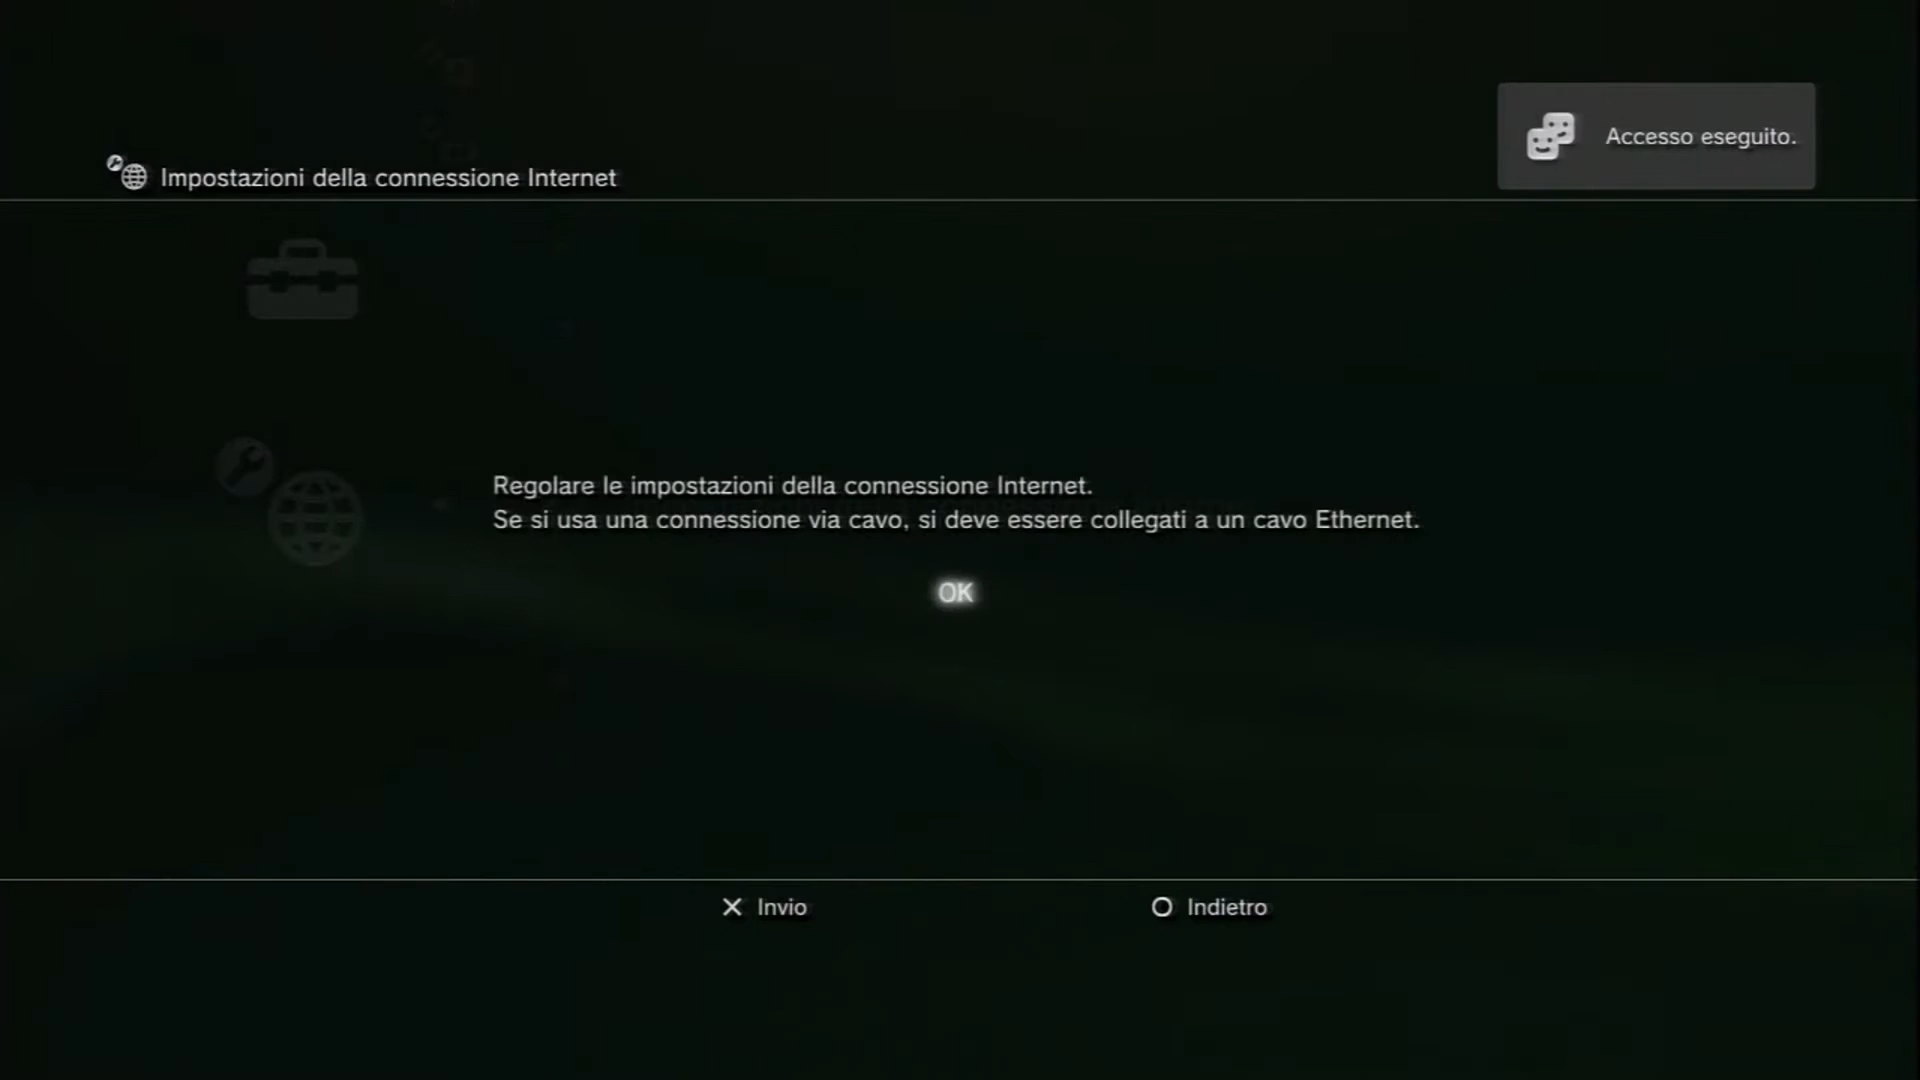 Accesso eseguito.
Impostazioni della connessione Internet
Regolare le impostazioni della connessione Internet.
Se si usa una connessione via cavo, si deve essere collegati a un cavo Ethernet.
OK
Invio
Indietro